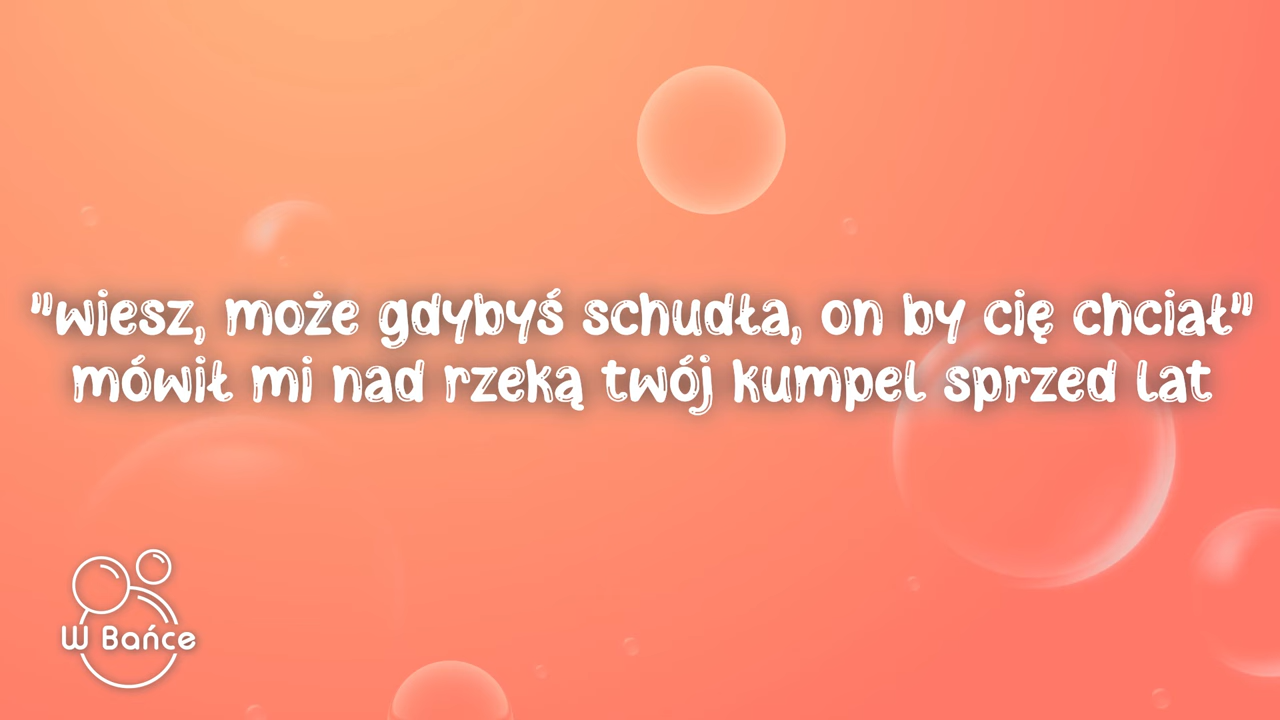 "wiesz, może gdybyś schudła, on by cię chciał"
mówił mi nad rzeką twój kumpel sprzed lat
W Bańce